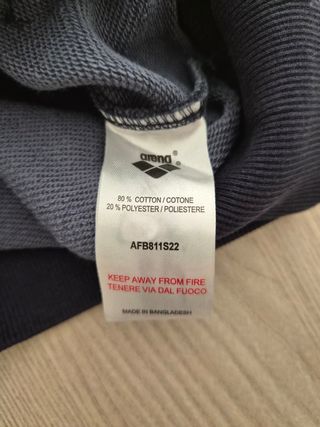 arena®
80 % COTTON / COTONE
20 % POLYESTER / POLIESTERE
AFB811S22
KEEP AWAY FROM FIRE
TENERE VIA DAL FUOCO
MADE IN BANGLADESH